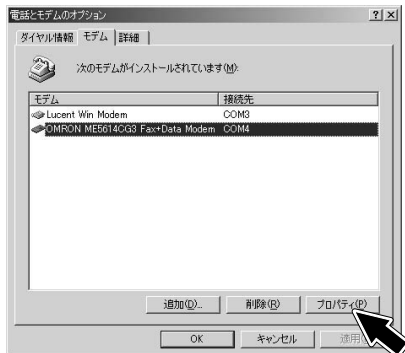 電話とモデムのオプション
ダイヤル情報 モデム 詳細
次のモデムがインストールされています(M):
モデム 接続先
Lucent Win Modem COM3
OMRON ME5614CG3 Fax+Data Modem COM4
追加(D)... 削除(R) プロパティ(P)
OK キャンセル 適用